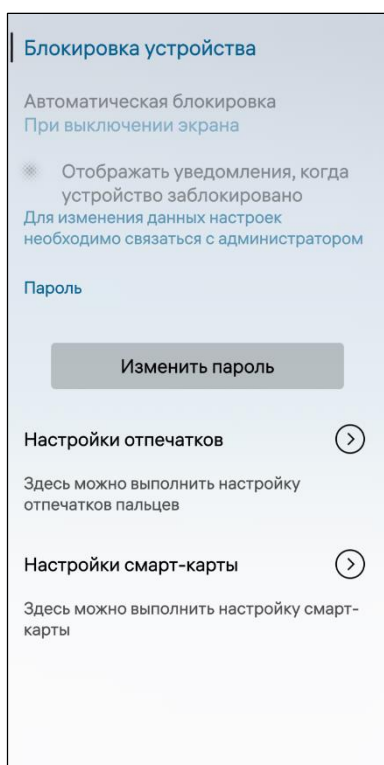 Блокировка устройства
Автоматическая блокировка
При выключении экрана
Отображать уведомления, когда
устройство заблокировано
Для изменения данных настроек
необходимо связаться с администратором
Пароль
Изменить пароль
Настройки отпечатков
Здесь можно выполнить настройку
отпечатков пальцев
Настройки смарт-карты
Здесь можно выполнить настройку смарт-
карты